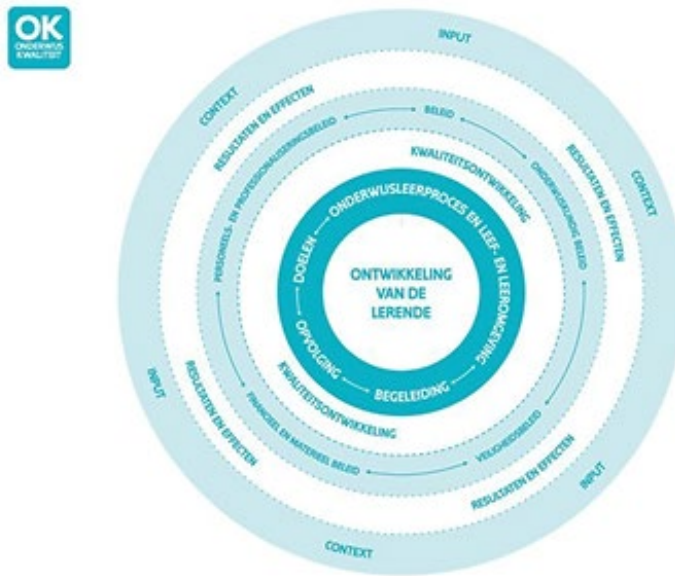 OK
ONDERWIJS
KWALITEIT
INPUT
CONTEXT
RESULTATEN EN EFFECTEN
RESULTATEN EN EFFECTEN
CONTEXT
BELEID
PERSONEELS- EN PROFESSIONALISERINGSBELEID
ONDERWIJSKUNDIG BELEID
KWALITEITSONTWIKKELING
ONDERWIJSLEERPROCES EN LEEF- EN LEEROMGEVING
DOELEN
ONTWIKKELING
VAN DE
LERENDE
OPVOLGING
BEGELEIDING
KWALITEITSONTWIKKELING
INPUT
RESULTATEN EN EFFECTEN
FINANCIEEL EN MATERIEEL BELEID
VEILIGHEIDSBELEID
RESULTATEN EN EFFECTEN
INPUT
CONTEXT